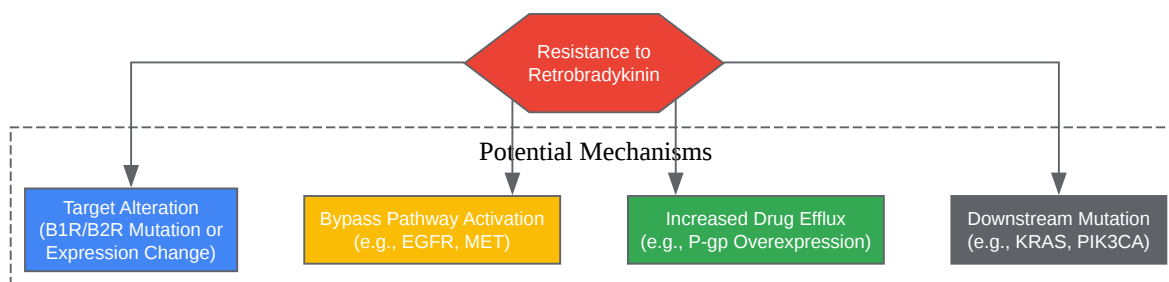 Resistance to
Retrobradykinin
Potential Mechanisms
Target Alteration
(B1R/B2R Mutation or
Expression Change)
Bypass Pathway Activation
(e.g., EGFR, MET)
Increased Drug Efflux
(e.g., P-gp Overexpression)
Downstream Mutation
(e.g., KRAS, PIK3CA)